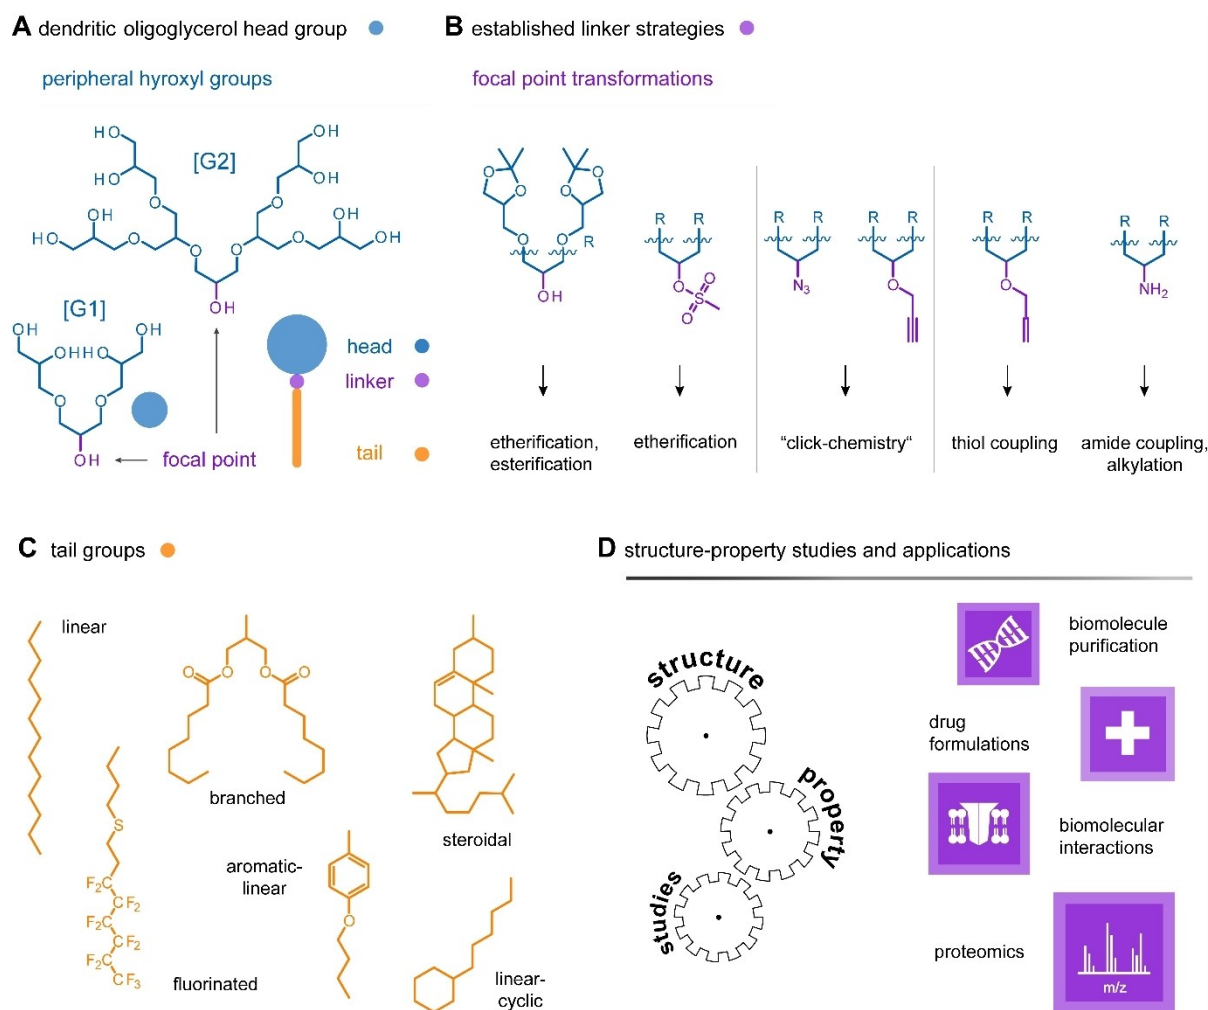 A dendritic oligoglycerol head group
peripheral hyroxyl groups
HO
OH
[G2]
HO
OH
O
O
OH
OH
HO
O
O
O
O
OH
OH
[G1]
OH
OH
OHHO
O
O
OH
focal point
head
linker
tail
B established linker strategies
focal point transformations
O
O
O
O
O
O
R
OH
R R
O
S
O
O
R R
N3
R R
O
R R
O
R R
NH2
etherification,
esterification
etherification
“click-chemistry“
thiol coupling
amide coupling,
alkylation
C tail groups
linear
O
O
O
O
branched
steroidal
S
F2C
CF2
F2C
CF2
F2C
CF3
fluorinated
aromatic-
linear
O
linear-
cyclic
D structure-property studies and applications
structure
property
studies
biomolecule
purification
drug
formulations
biomolecular
interactions
proteomics
m/z